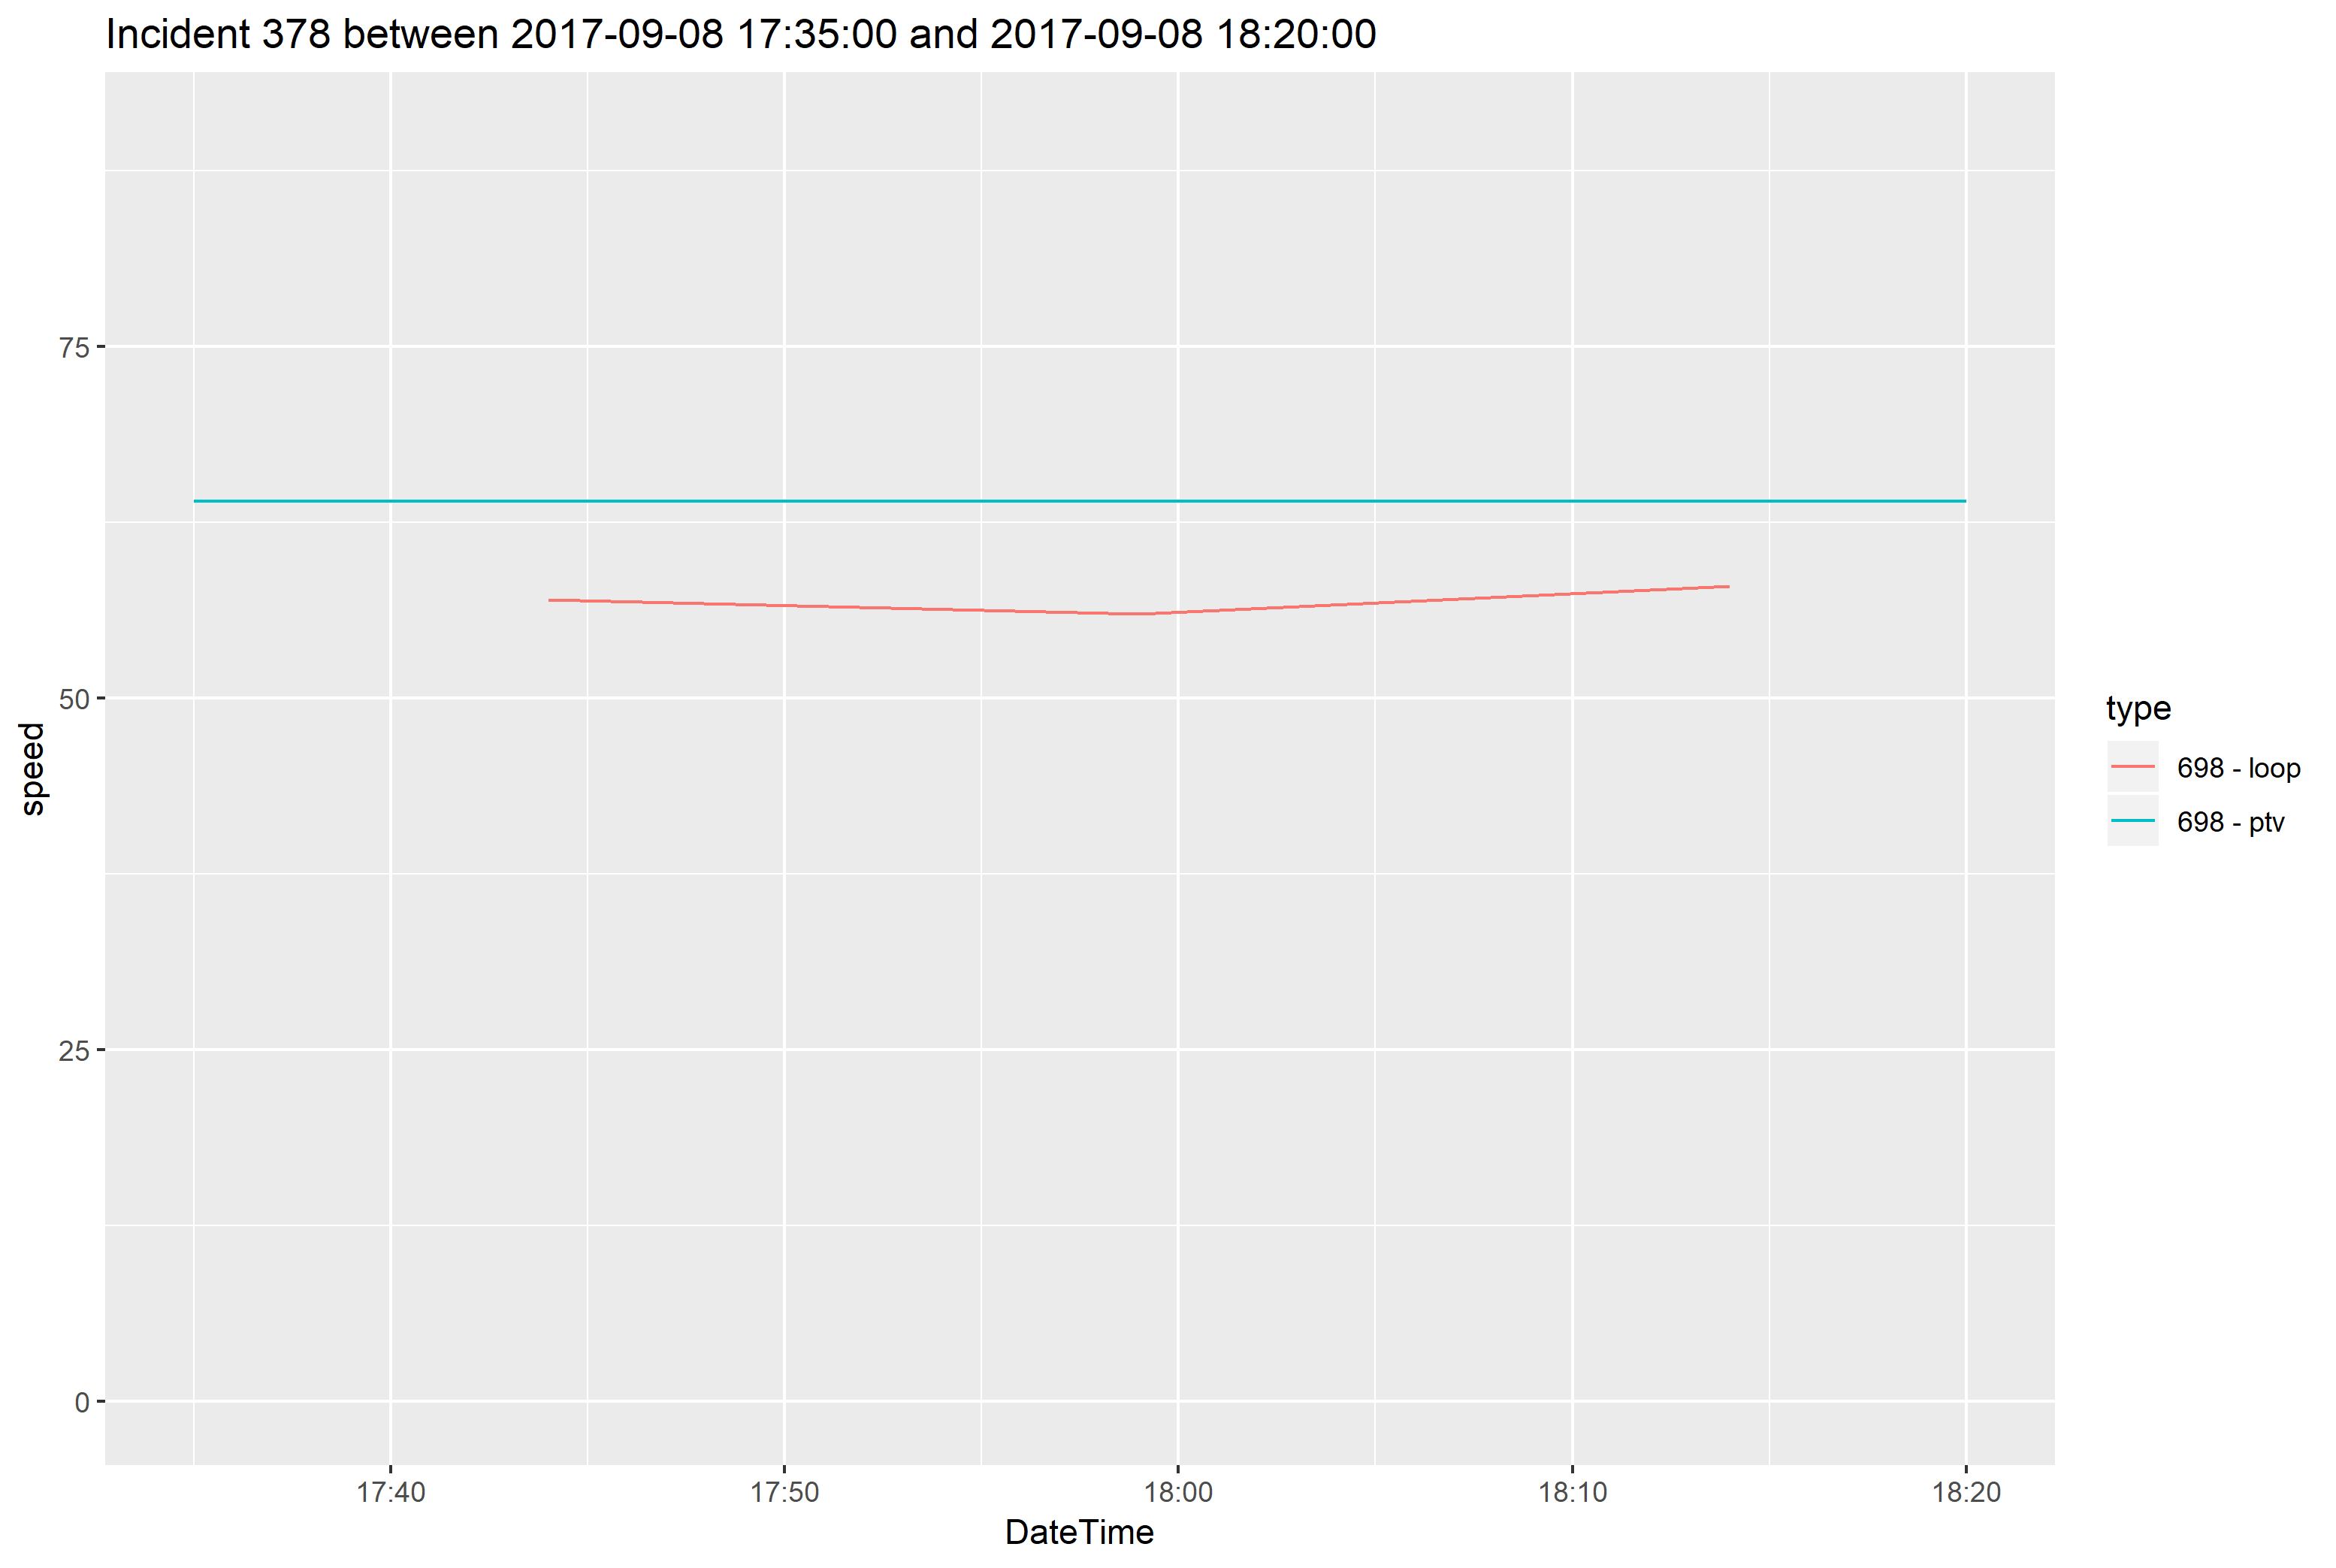 Incident 378 between 2017-09-08 17:35:00 and 2017-09-08 18:20:00
75
50
25
0
speed
17:40 17:50 18:00 18:10 18:20
DateTime
type
698 - loop
698 - ptv